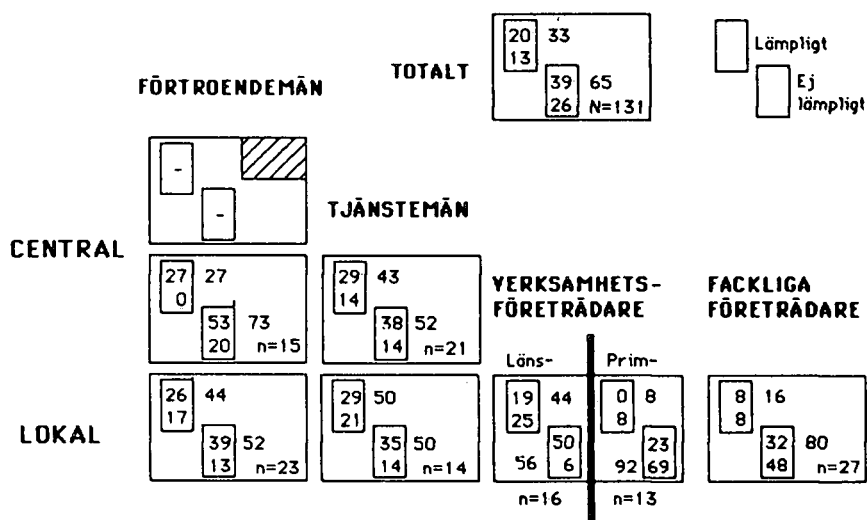 20 33
13
39 65
26 N=131
TOTALT
Lämpligt
Ej
lämpligt
FÖRTROENDEMÄN
-
-
TJÄNSTEMÄN
CENTRAL
27 27
0
53 73
20 n=15
29 43
14
38 52
14 n=21
VERKSAMHETS-
FÖRETRÄDARE
FACKLIGA
FÖRETRÄDARE
Läns-
Prim-
LOKAL
26 44
17
39 52
13 n=23
29 50
21
35 50
14 n=14
19 44
25
50
56 6
n=16
0 8
8
23
92 69
n=13
8 16
8
32 80
48 n=27